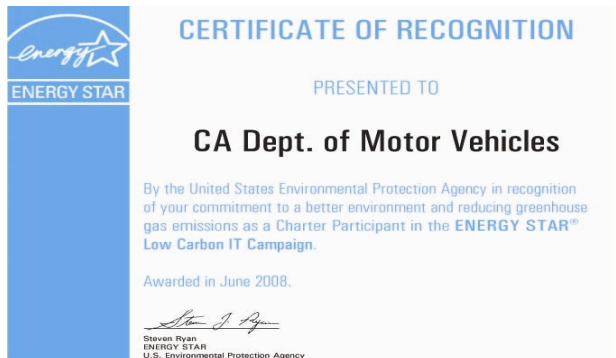 energy
ENERGY STAR
CERTIFICATE OF RECOGNITION
PRESENTED TO
CA Dept. of Motor Vehicles
By the United States Environmental Protection Agency in recognition
of your commitment to a better environment and reducing greenhouse
gas emissions as a Charter Participant in the ENERGY STAR®
Low Carbon IT Campaign.
Awarded in June 2008.
Steven J. Ryan
Steven Ryan
ENERGY STAR
U.S. Environmental Protection Agency